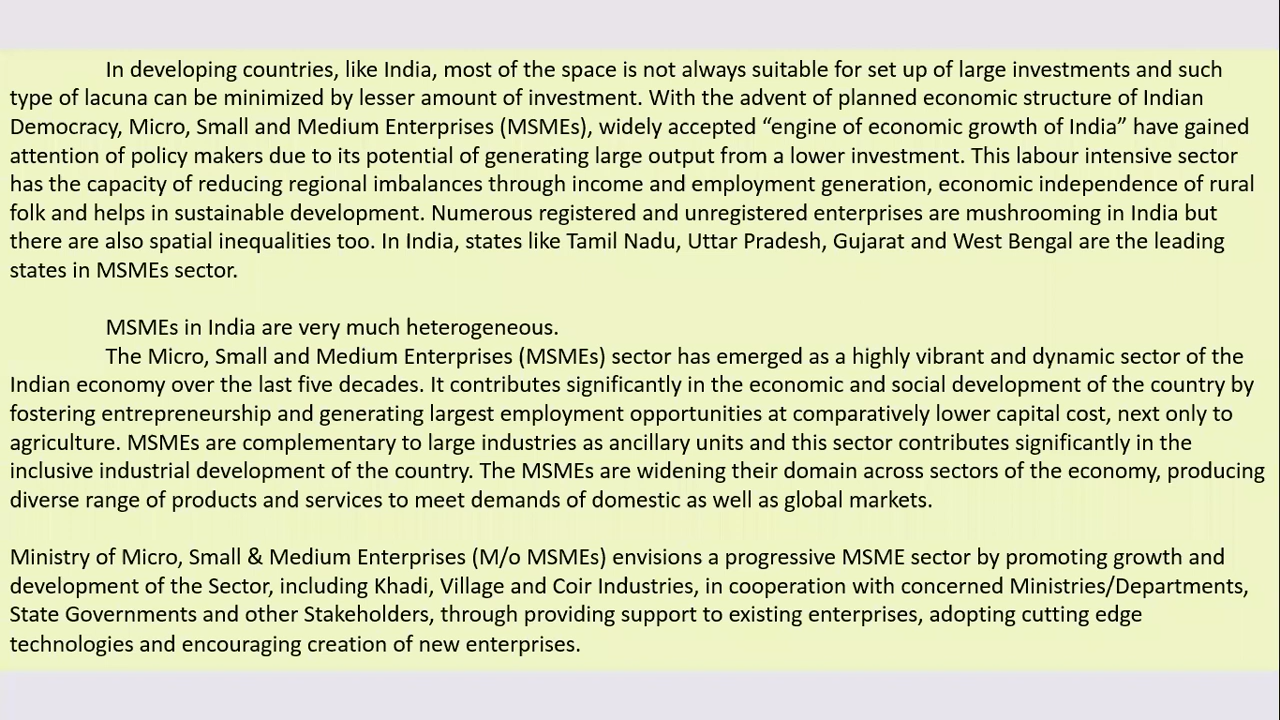 In developing countries, like India, most of the space is not always suitable for set up of large investments and such
type of lacuna can be minimized by lesser amount of investment. With the advent of planned economic structure of Indian
Democracy, Micro, Small and Medium Enterprises (MSMEs), widely accepted “engine of economic growth of India” have gained
attention of policy makers due to its potential of generating large output from a lower investment. This labour intensive sector
has the capacity of reducing regional imbalances through income and employment generation, economic independence of rural
folk and helps in sustainable development. Numerous registered and unregistered enterprises are mushrooming in India but
there are also spatial inequalities too. In India, states like Tamil Nadu, Uttar Pradesh, Gujarat and West Bengal are the leading
states in MSMEs sector.
MSMEs in India are very much heterogeneous.
The Micro, Small and Medium Enterprises (MSMEs) sector has emerged as a highly vibrant and dynamic sector of the
Indian economy over the last five decades. It contributes significantly in the economic and social development of the country by
fostering entrepreneurship and generating largest employment opportunities at comparatively lower capital cost, next only to
agriculture. MSMEs are complementary to large industries as ancillary units and this sector contributes significantly in the
inclusive industrial development of the country. The MSMEs are widening their domain across sectors of the economy, producing
diverse range of products and services to meet demands of domestic as well as global markets.
Ministry of Micro, Small & Medium Enterprises (M/o MSMEs) envisions a progressive MSME sector by promoting growth and
development of the Sector, including Khadi, Village and Coir Industries, in cooperation with concerned Ministries/Departments,
State Governments and other Stakeholders, through providing support to existing enterprises, adopting cutting edge
technologies and encouraging creation of new enterprises.